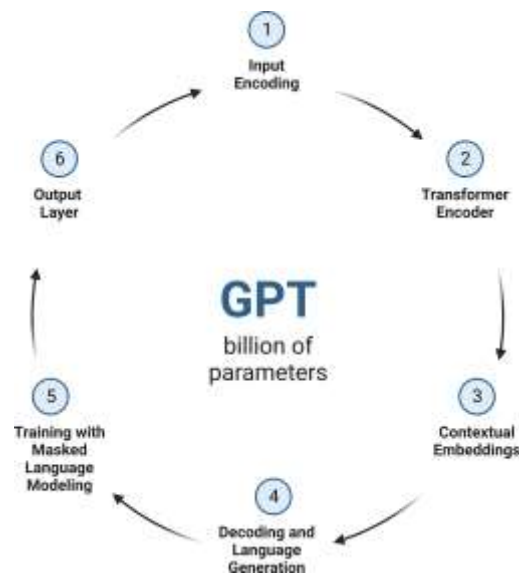 1
Input
Encoding
2
Transformer
Encoder
3
Contextual
Embeddings
4
Decoding and
Language
Generation
5
Training with
Masked
Language
Modeling
6
Output
Layer
GPT
billion of
parameters